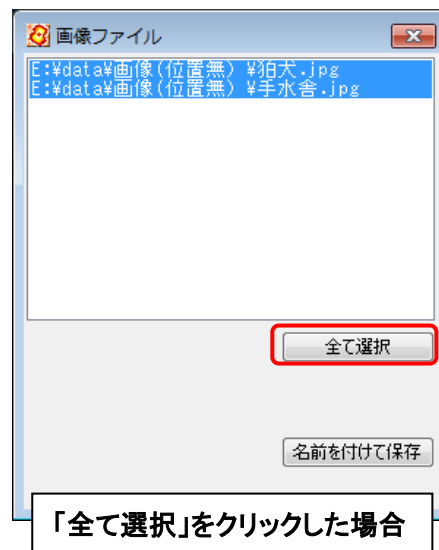 画像ファイル
E:¥data¥画像(位置無) ¥狛犬.jpg
E:¥data¥画像(位置無) ¥手水舎.jpg
全て選択
名前を付けて保存
「全て選択」をクリックした場合